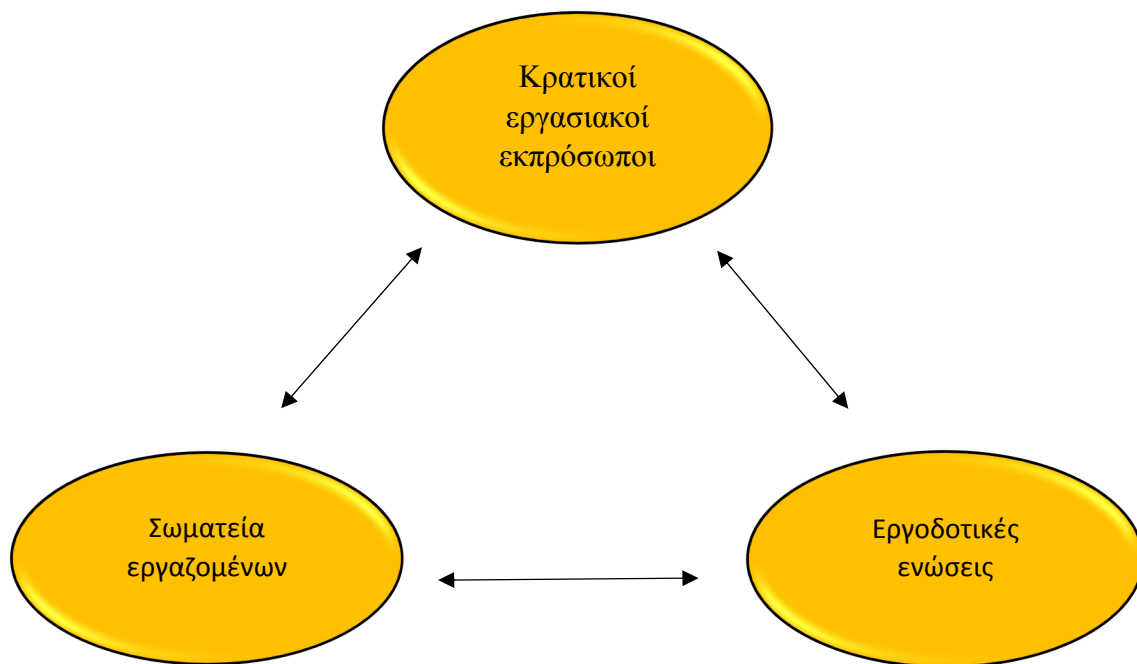 Κρατικοί
εργασιακοί
εκπρόσωποι
Σωματεία
εργαζομένων
Εργοδοτικές
ενώσεις